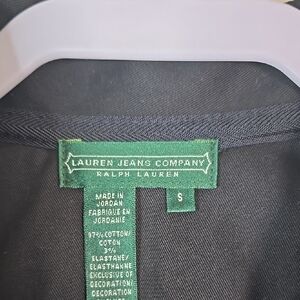 LAUREN JEANS COMPANY
RALPH LAUREN
S
MADE IN
JORDAN
FABRIQUÉ EN
JORDANIE
97% COTTON/
COTON
3%
ELASTANE/
ELASTHANNE
EXCLUSIVE OF
DECORATION/
DÉCORATION